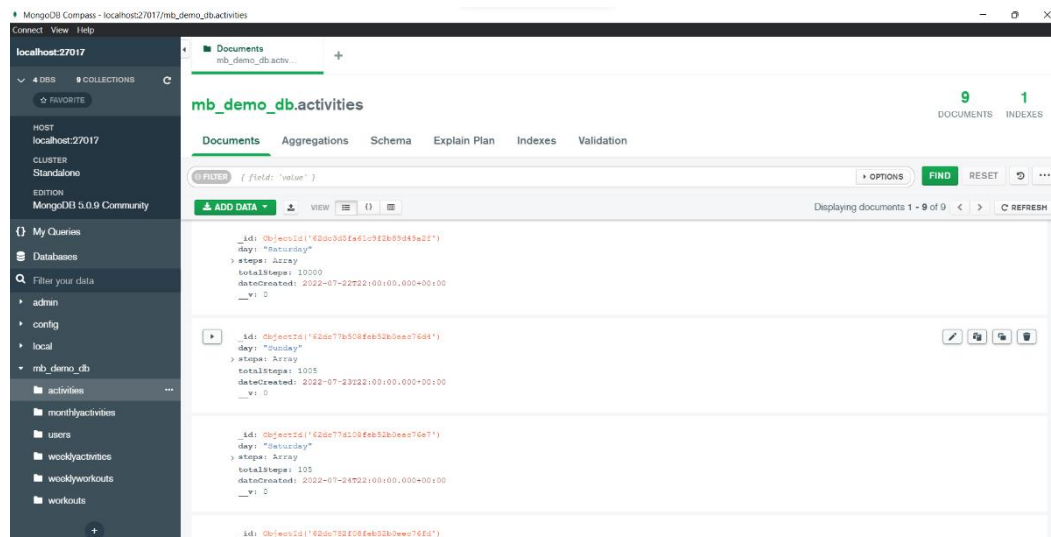 MongoDB Compass - localhost:27017/mb_demo_db.activities
Connect View Help
localhost:27017
4 DBS 9 COLLECTIONS
FAVORITE
HOST
localhost:27017
CLUSTER
Standalone
EDITION
MongoDB 5.0.9 Community
{} My Queries
Databases
Filter your data
admin
config
local
mb_demo_db
activities
monthlyactivities
users
weeklyactivities
weeklyworkouts
workouts
+
Documents
mb_demo_db.activ...
+
mb_demo_db.activities
9 DOCUMENTS
1 INDEXES
Documents Aggregations Schema Explain Plan Indexes Validation
FILTER { field: 'value' }
OPTIONS FIND RESET
ADD DATA VIEW {}
Displaying documents 1 - 9 of 9 < > REFRESH
_id: ObjectId(
day: "Saturday"
steps: Array
totalSteps: 10000
dateCreated: 2022-07-22T22:00:00.000+00:00
__v: 0
_id: ObjectId(
day: "Sunday"
steps: Array
totalSteps: 1005
dateCreated: 2022-07-23T22:00:00.000+00:00
__v: 0
_id: ObjectId(
day: "Saturday"
steps: Array
totalSteps: 105
dateCreated: 2022-07-24T22:00:00.000+00:00
__v: 0
_id: ObjectId(